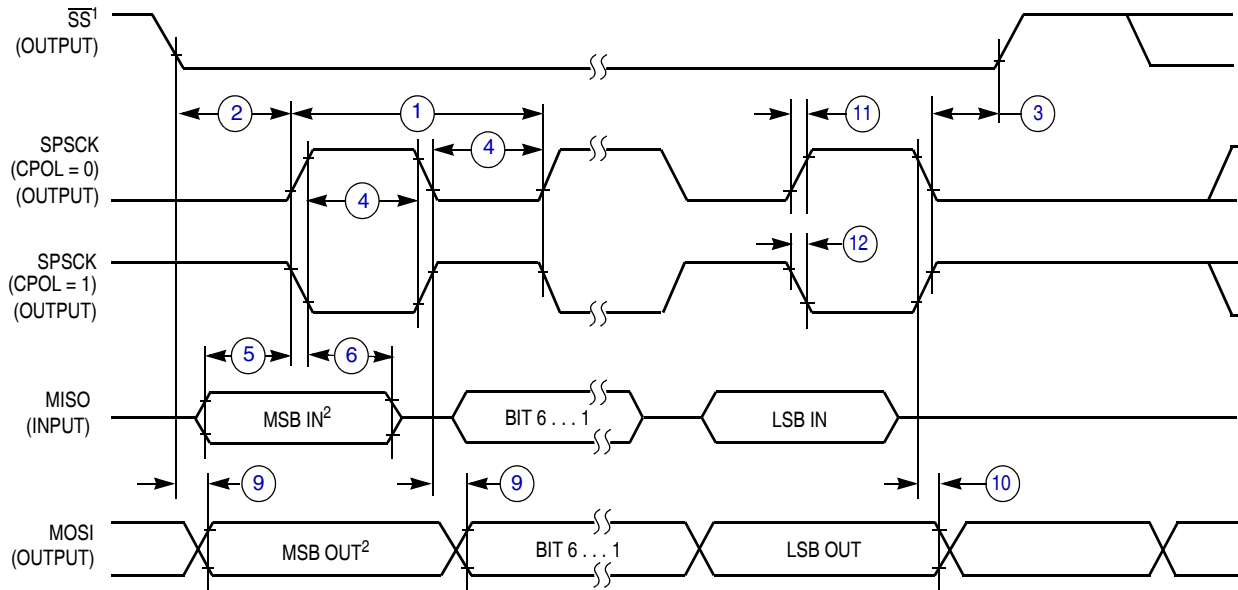 SS¹
(OUTPUT)
2
1
11
3
SPSCK
(CPOL = 0)
(OUTPUT)
4
4
SPSCK
(CPOL = 1)
(OUTPUT)
12
5
6
MISO
(INPUT)
MSB IN²
BIT 6 . . . 1
LSB IN
9
9
10
MOSI
(OUTPUT)
MSB OUT²
BIT 6 . . . 1
LSB OUT